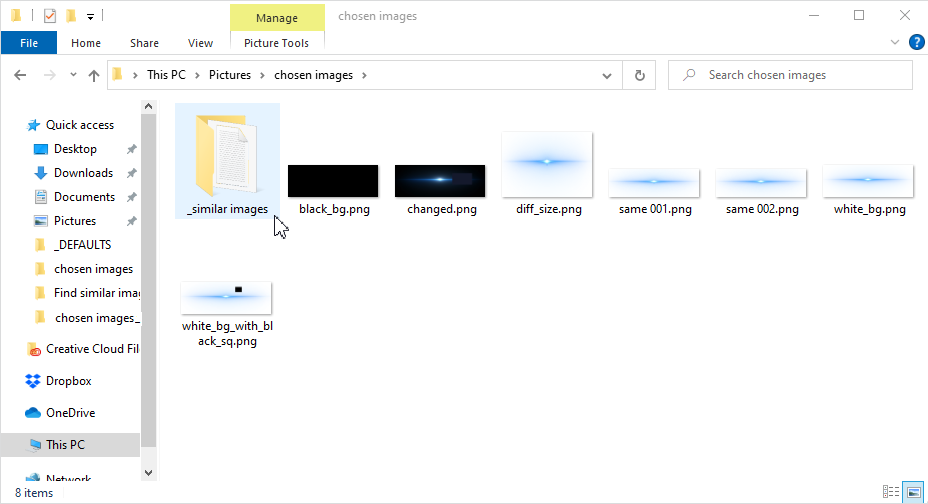 Manage
chosen images
File
Home
Share
View
Picture Tools
?
This PC
Pictures
chosen images
Search chosen images
Quick access
Desktop
Downloads
Documents
Pictures
_DEFAULTS
chosen images
Find similar ima
chosen images_
Creative Cloud Fil
Dropbox
OneDrive
This PC
Network
_similar images
black_bg.png
changed.png
diff_size.png
same 001.png
same 002.png
white_bg.png
white_bg_with_bl
ack_sq.png
8 items